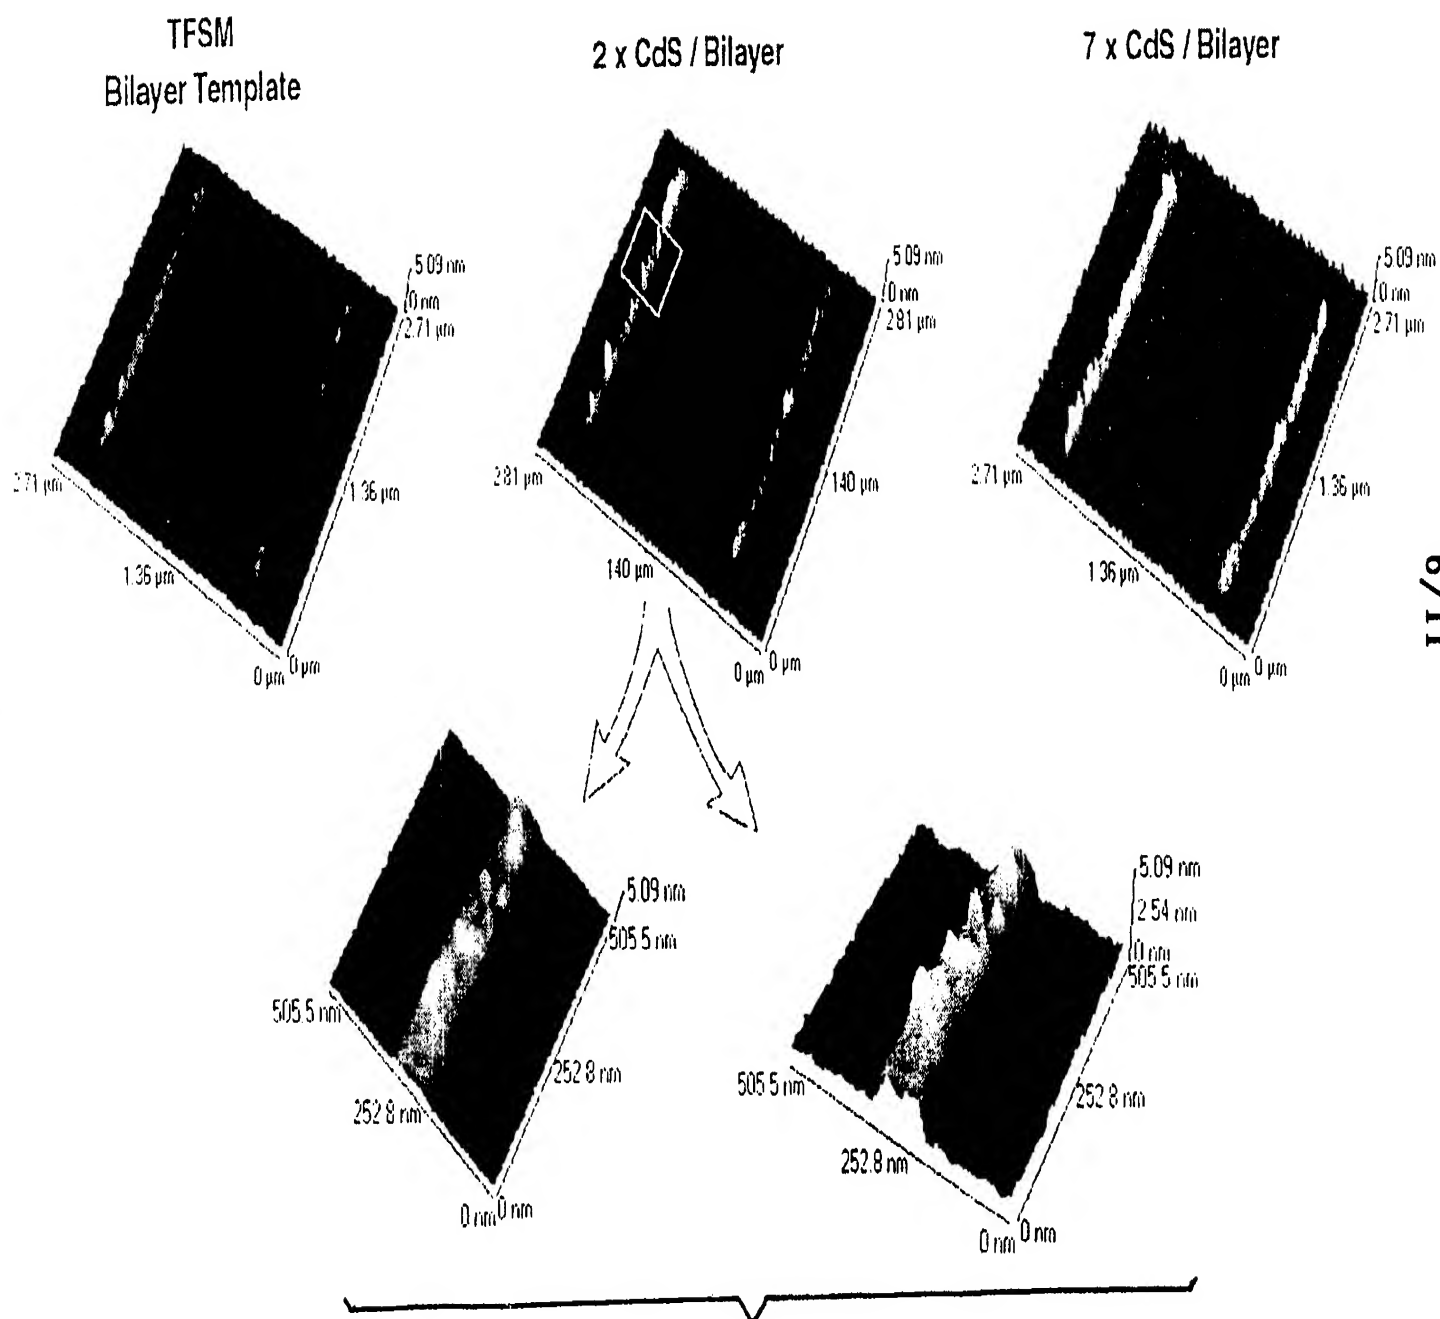 TFSM
Bilayer Template
2 x CdS / Bilayer
7 x CdS / Bilayer
5.09 nm
0 nm
2.71 µm
2.71 µm
1.36 µm
1.36 µm
0 µm 0 µm
5.09 nm
0 nm
2.81 µm
2.81 µm
140 µm
140 µm
0 µm 0 µm
5.09 nm
0 nm
2.71 µm
2.71 µm
1.36 µm
1.36 µm
0 µm 0 µm
6/11
5.09 nm
505.5 nm
505.5 nm
252.8 nm
252.8 nm
0 nm 0 nm
5.09 nm
2.54 nm
0 nm
505.5 nm
505.5 nm
252.8 nm
252.8 nm
0 nm 0 nm